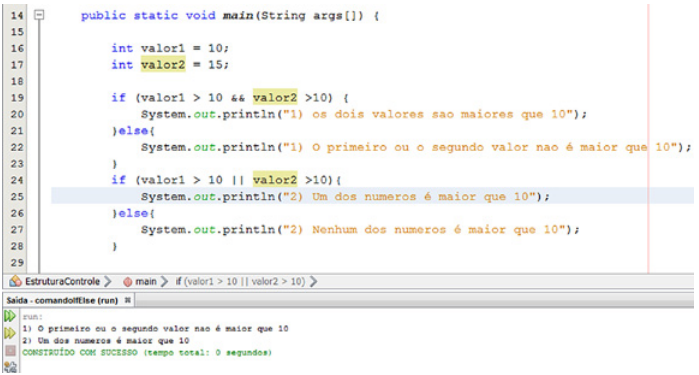 14 public static void main(String args[]) {
15
16 int valor1 = 10;
17 int valor2 = 15;
18
19 if (valor1 > 10 && valor2 >10) {
20 System.out.println("1) os dois valores sao maiores que 10");
21 }else{
22 System.out.println("1) O primeiro ou o segundo valor nao é maior que 10");
23 }
24 if (valor1 > 10 || valor2 >10){
25 System.out.println("2) Um dos numeros é maior que 10");
26 }else{
27 System.out.println("2) Nenhum dos numeros é maior que 10");
28 }
29
EstruturaControle > main > if (valor1 > 10 || valor2 > 10) >
Saída - comandoIfElse (run)
run:
1) O primeiro ou o segundo valor nao é maior que 10
2) Um dos numeros é maior que 10
CONSTRUÍDO COM SUCESSO (tempo total: 0 segundos)